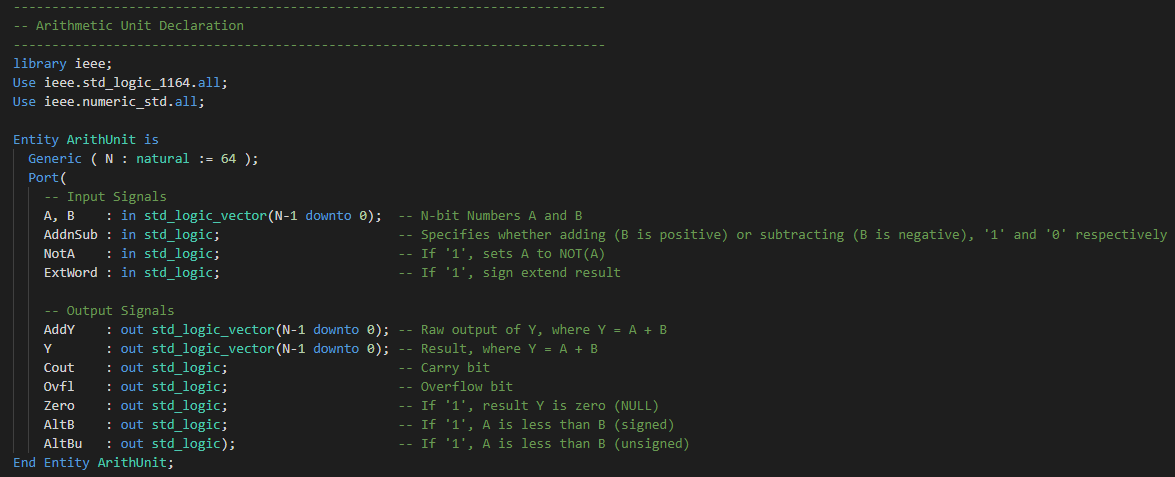 -----------------------------------------------------------------------------
-- Arithmetic Unit Declaration
-----------------------------------------------------------------------------
library ieee;
Use ieee.std_logic_1164.all;
Use ieee.numeric_std.all;

Entity ArithUnit is
  Generic ( N : natural := 64 );
  Port(
    -- Input Signals
    A, B    : in std_logic_vector(N-1 downto 0);  -- N-bit Numbers A and B
    AddnSub : in std_logic;                       -- Specifies whether adding (B is positive) or subtracting (B is negative), '1' and '0' respectively
    NotA    : in std_logic;                       -- If '1', sets A to NOT(A)
    ExtWord : in std_logic;                       -- If '1', sign extend result

    -- Output Signals
    AddY    : out std_logic_vector(N-1 downto 0); -- Raw output of Y, where Y = A + B
    Y       : out std_logic_vector(N-1 downto 0); -- Result, where Y = A + B
    Cout    : out std_logic;                      -- Carry bit
    Ovfl    : out std_logic;                      -- Overflow bit
    Zero    : out std_logic;                      -- If '1', result Y is zero (NULL)
    AltB    : out std_logic;                      -- If '1', A is less than B (signed)
    AltBu   : out std_logic);                     -- If '1', A is less than B (unsigned)
End Entity ArithUnit;